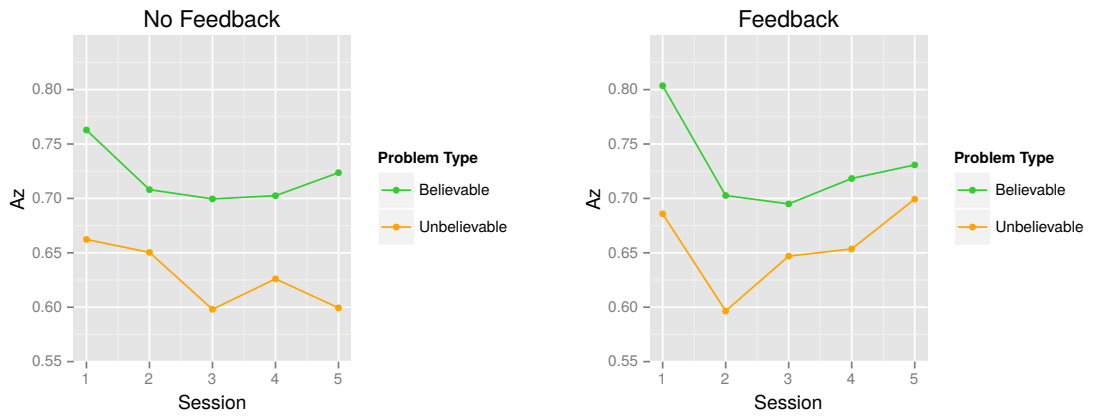 No Feedback
Az
0.80
0.75
0.70
0.65
0.60
0.55
1 2 3 4 5
Session
Problem Type
Believable
Unbelievable
Feedback
Az
0.80
0.75
0.70
0.65
0.60
0.55
1 2 3 4 5
Session
Problem Type
Believable
Unbelievable